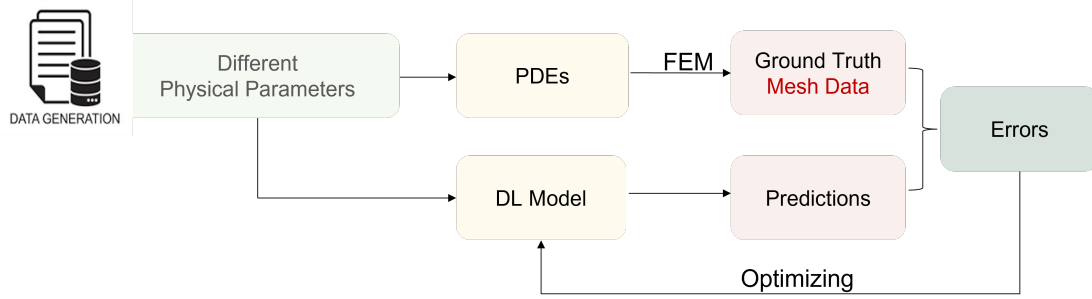 DATA GENERATION
Different
Physical Parameters
PDEs
FEM
Ground Truth
Mesh Data
Errors
DL Model
Predictions
Optimizing